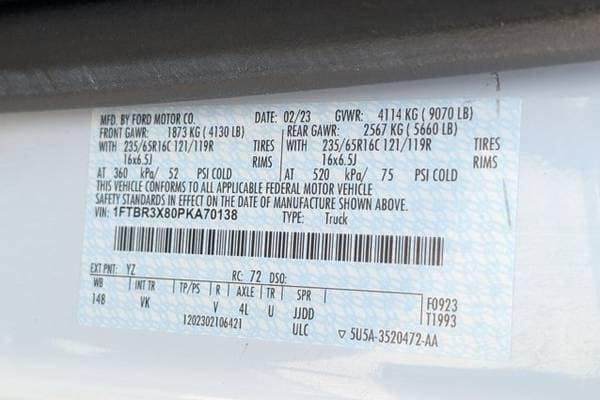 MFD. BY FORD MOTOR CO. DATE: 02/23 GVWR: 4114 KG ( 9070 LB)
FRONT GAWR: 1873 KG ( 4130 LB) REAR GAWR: 2567 KG ( 5660 LB)
WITH 235/65R16C 121/119R TIRES WITH 235/65R16C 121/119R TIRES
16x6.5J RIMS 16x6.5J RIMS
AT 360 kPa/ 52 PSI COLD AT 520 kPa/ 75 PSI COLD
THIS VEHICLE CONFORMS TO ALL APPLICABLE FEDERAL MOTOR VEHICLE
SAFETY STANDARDS IN EFFECT ON THE DATE OF MANUFACTURE SHOWN ABOVE.
VIN: 1FTBR3X80PKA70138 TYPE: Truck
EXT PNT: YZ RC: 72 DSO:
WB INT TR TP/PS R AXLE TR SPR F0923
148 VK V 4L U JJDD T1993
1202302106421 ULC ▽ 5U5A-3520472-AA